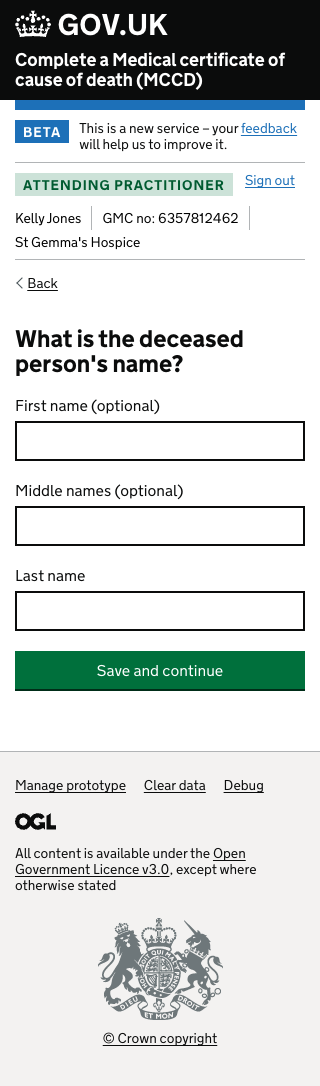 GOV.UK
Complete a Medical certificate of
cause of death (MCCD)
BETA
This is a new service – your feedback
will help us to improve it.
ATTENDING PRACTITIONER
Sign out
Kelly Jones
GMC no: 6357812462
St Gemma's Hospice
Back
What is the deceased
person's name?
First name (optional)
Middle names (optional)
Last name
Save and continue
Manage prototype Clear data Debug
OGL
All content is available under the Open
Government Licence v3.0, except where
otherwise stated
DIEU ET MON DROIT
© Crown copyright